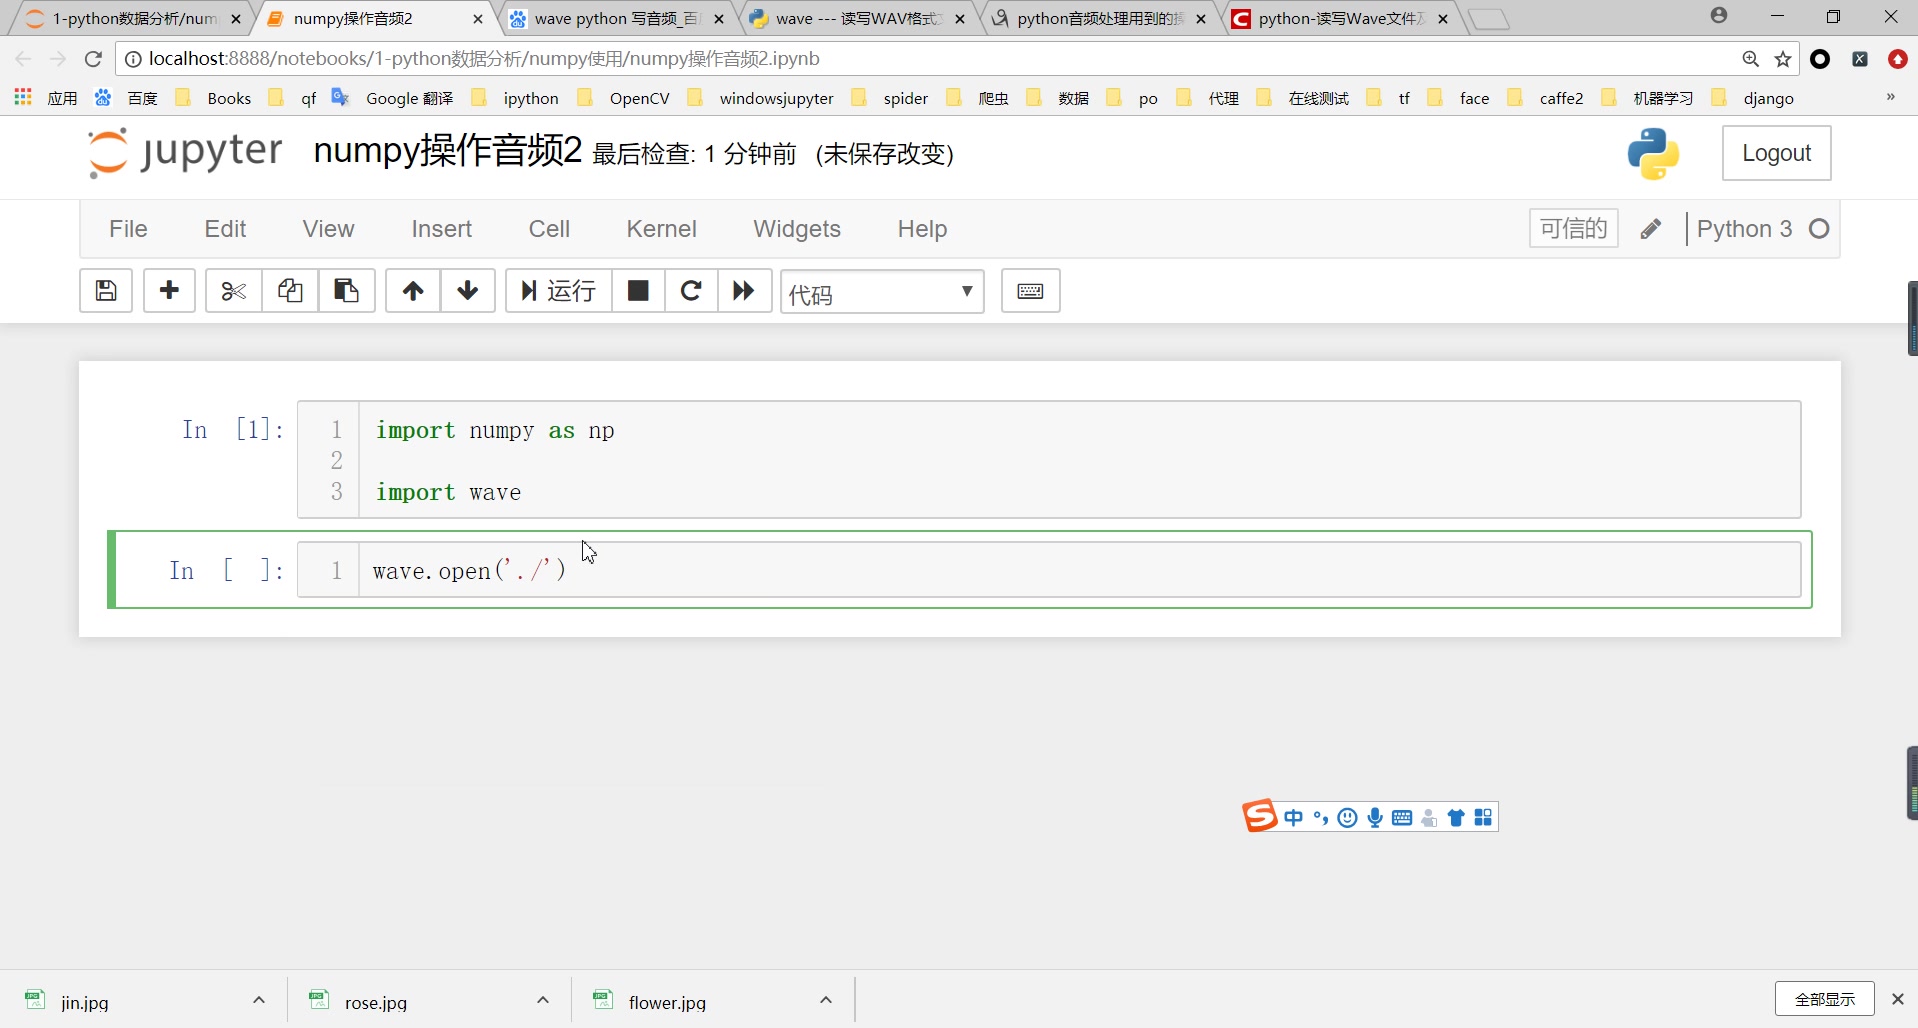 1-python数据分析/num
numpy操作音频2
wave python 写音频_百
wave --- 读写WAV格式
python音频处理用到的
python-读写Wave文件
localhost:8888/notebooks/1-python数据分析/numpy使用/numpy操作音频2.ipynb
应用 百度 Books qf Google 翻译 ipython OpenCV windowsjupyter spider 爬虫 数据 po 代理 在线测试 tf face caffe2 机器学习 django »
jupyter numpy操作音频2 最后检查: 1 分钟前 (未保存改变)
Logout
File Edit View Insert Cell Kernel Widgets Help
可信的 Python 3
运行 代码
In [1]:
1 import numpy as np
2
3 import wave
In [ ]:
1 wave.open('./')
中
jin.jpg rose.jpg flower.jpg
全部显示